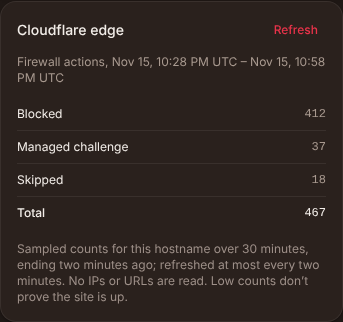 Cloudflare edge Refresh
Firewall actions, Nov 15, 10:28 PM UTC – Nov 15, 10:58
PM UTC
Blocked 412
Managed challenge 37
Skipped 18
Total 467
Sampled counts for this hostname over 30 minutes,
ending two minutes ago; refreshed at most every two
minutes. No IPs or URLs are read. Low counts don't
prove the site is up.